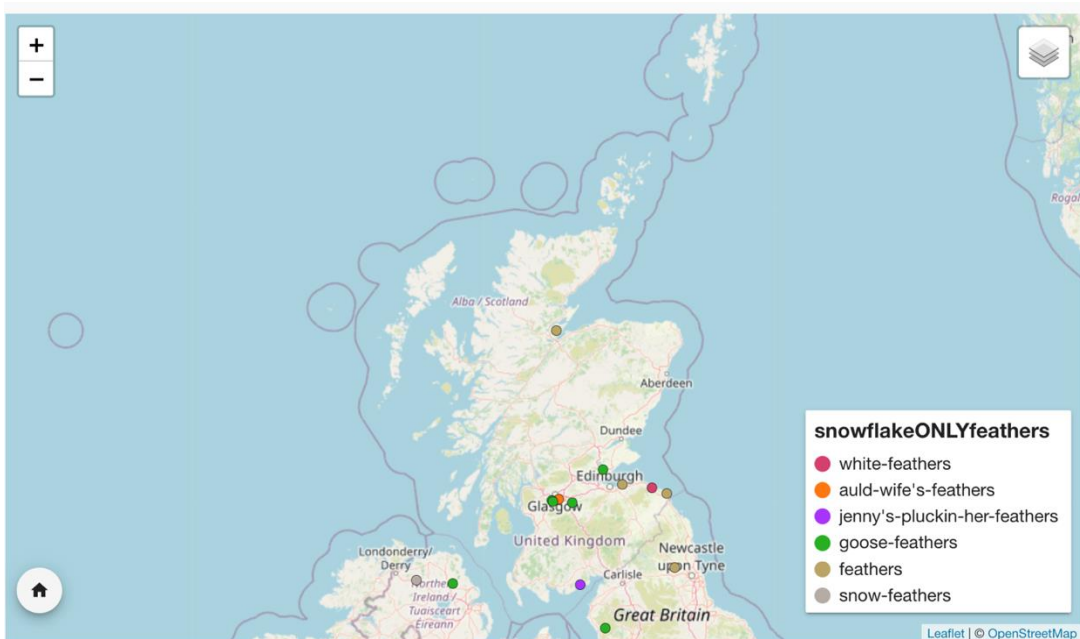 +
−
n
Rogal
Alba / Scotland
Aberdeen
Dundee
Edinburgh
Glasgow
United Kingdom
Londonderry/
Derry
Northern
Ireland /
Tuaisceart
Éireann
Newcastle
upon Tyne
Carlisle
Great Britain
snowflakeONLYfeathers
white-feathers
auld-wife's-feathers
jenny's-pluckin-her-feathers
goose-feathers
feathers
snow-feathers
Leaflet | © OpenStreetMap